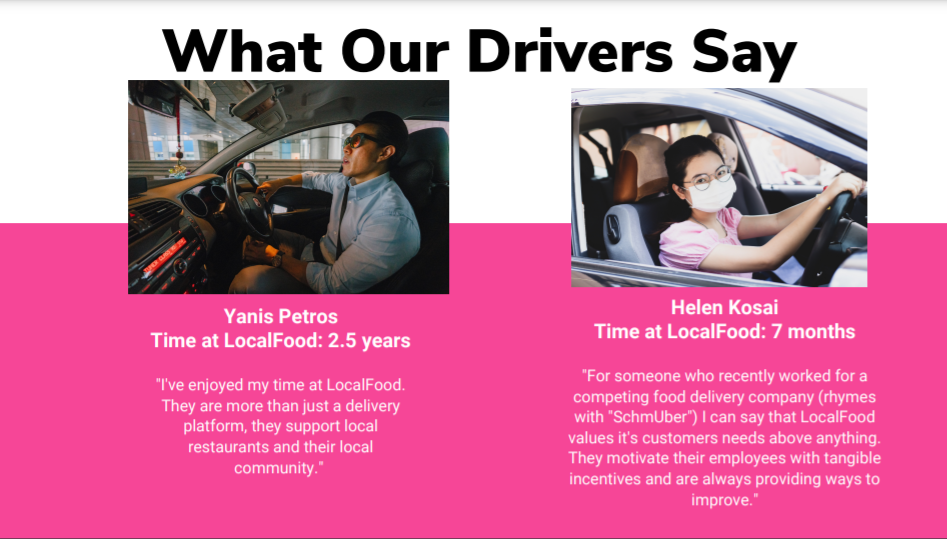 What Our Drivers Say
Yanis Petros
Time at LocalFood: 2.5 years
"I've enjoyed my time at LocalFood.
They are more than just a delivery
platform, they support local
restaurants and their local
community."
Helen Kosai
Time at LocalFood: 7 months
"For someone who recently worked for a
competing food delivery company (rhymes
with "SchmUber") I can say that LocalFood
values it's customers needs above anything.
They motivate their employees with tangible
incentives and are always providing ways to
improve."